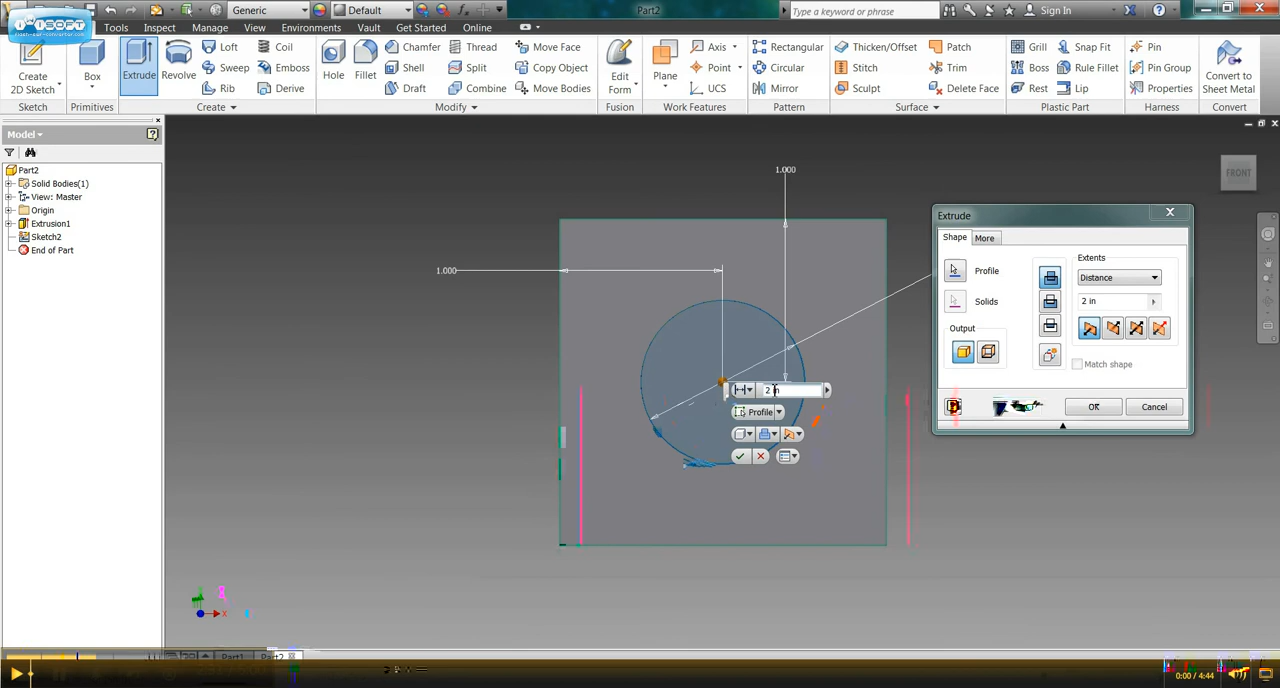 Generic
Default
Part2
Type a keyword or phrase
Sign In
iWiSOFT
Tools Inspect Manage View Environments Vault Get Started Online
Create
2D Sketch
Sketch
Box
Primitives
Extrude
Revolve
Loft
Sweep
Rib
Coil
Emboss
Derive
Create
Hole
Fillet
Chamfer
Shell
Draft
Thread
Split
Combine
Move Face
Copy Object
Move Bodies
Modify
Edit
Form
Fusion
Plane
Axis
Point
UCS
Work Features
Rectangular
Circular
Mirror
Pattern
Thicken/Offset
Stitch
Sculpt
Patch
Trim
Delete Face
Surface
Grill
Boss
Rest
Snap Fit
Rule Fillet
Lip
Plastic Part
Pin
Pin Group
Properties
Harness
Convert to
Sheet Metal
Convert
Model
Part2
Solid Bodies(1)
View: Master
Origin
Extrusion1
Sketch2
End of Part
1.000
1.000
FRONT
2 in
Profile
Extrude
Shape
More
Profile
Solids
Output
Extents
Distance
2 in
Match shape
OK
Cancel
X
Part1
Part2
0:00 / 4:44